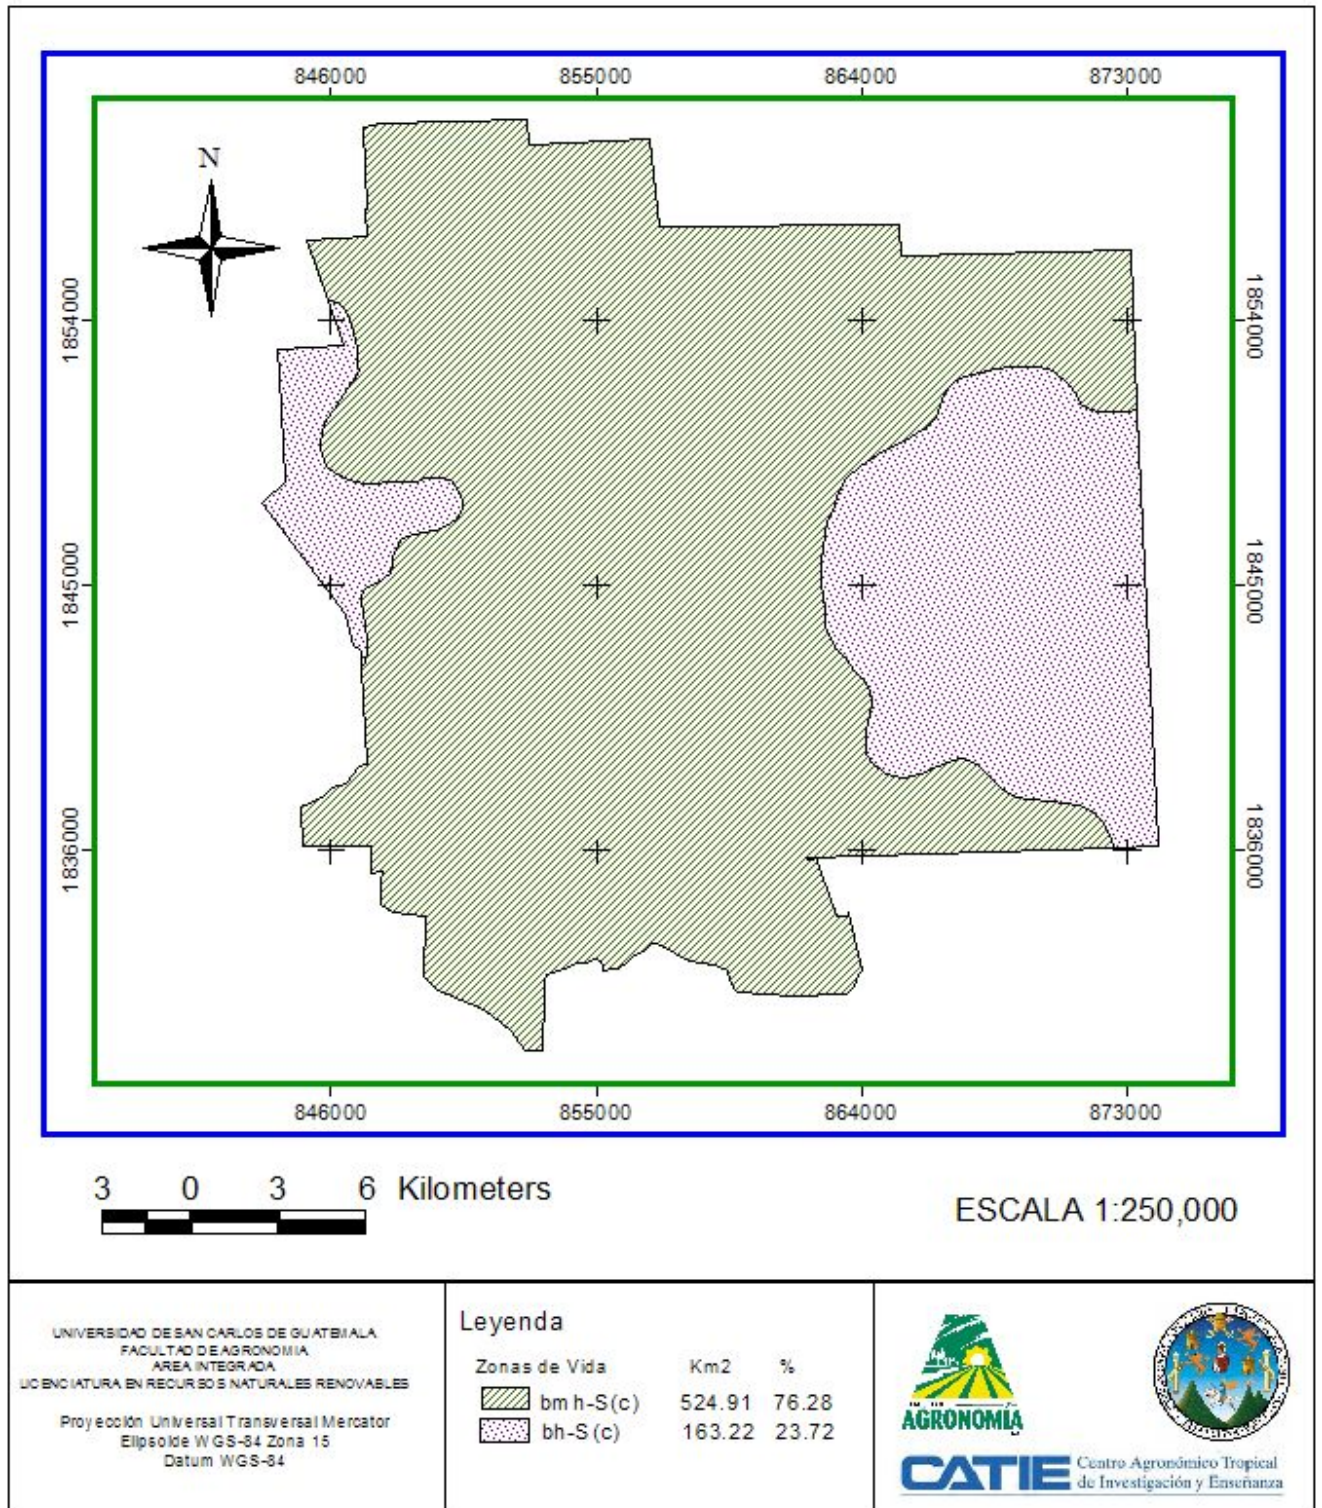 846000 855000 864000 873000
N
1854000 1854000
1845000 1845000
1836000 1836000
846000 855000 864000 873000
3 0 3 6 Kilometers
ESCALA 1:250,000
UNIVERSIDAD DE SAN CARLOS DE GUATEMALA
FACULTAD DE AGRONOMIA
AREA INTEGRADA
LICENCIATURA EN RECURSOS NATURALES RENOVABLES
Proyección Universal Transversal Mercator
Elipsoide WGS-84 Zona 15
Datum WGS-84
Leyenda
Zonas de Vida Km2 %
bmh-S(c) 524.91 76.28
bh-S(c) 163.22 23.72
AGRONOMÍA
CATIE Centro Agronómico Tropical
de Investigación y Enseñanza